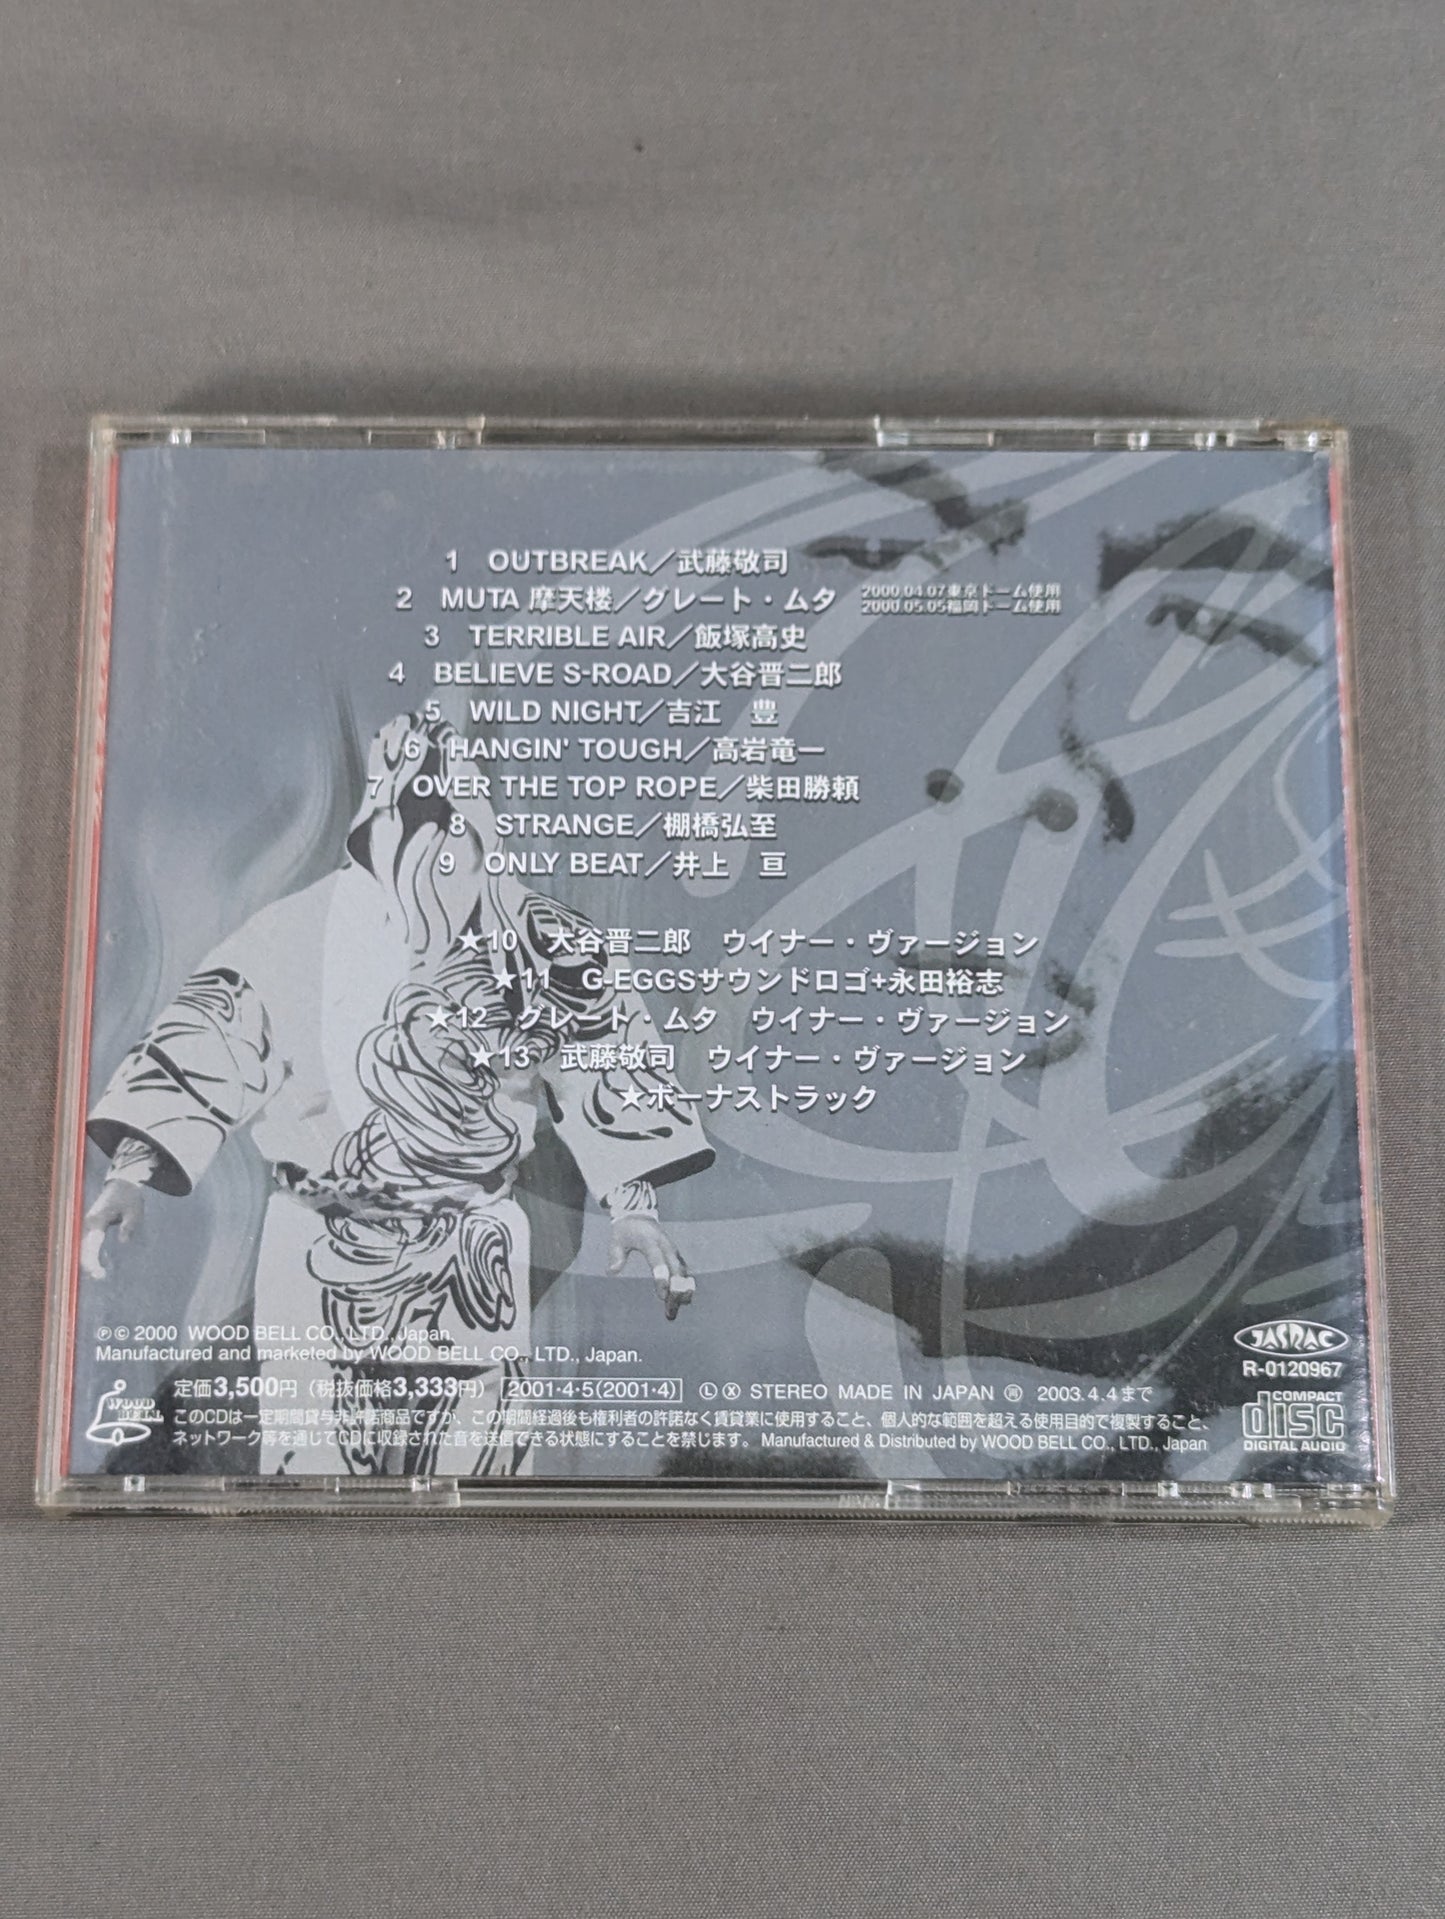 1 OUTBREAK／武藤敬司
2 MUTA 摩天楼／グレート・ムタ 2000.04.07東京ドーム使用
2000.05.05福岡ドーム使用
3 TERRIBLE AIR／飯塚高史
4 BELIEVE S-ROAD／大谷晋二郎
5 WILD NIGHT／吉江 豊
6 HANGIN' TOUGH／高岩竜一
7 OVER THE TOP ROPE／柴田勝頼
8 STRANGE／棚橋弘至
9 ONLY BEAT／井上 亘
★10 大谷晋二郎 ウイナー・ヴァージョン
★11 G-EGGSサウンドロゴ+永田裕志
★12 グレート・ムタ ウイナー・ヴァージョン
★13 武藤敬司 ウイナー・ヴァージョン
★ボーナストラック
Ⓟ© 2000 WOOD BELL CO., LTD., Japan.
Manufactured and marketed by WOOD BELL CO., LTD., Japan.
JASRAC
R-0120967
WOOD BELL
定価3,500円（税抜価格3,333円） 2001・4・5(2001・4) Ⓛ Ⓧ STEREO MADE IN JAPAN ㊢ 2003.4.4まで
このCDは一定期間貸与非許諾商品ですが、この期間経過後も権利者の許諾なく賃貸業に使用すること、個人的な範囲を超える使用目的で複製すること、
ネットワーク等を通じてCDに収録された音を送信できる状態にすることを禁じます。 Manufactured & Distributed by WOOD BELL CO., LTD., Japan
COMPACT
disc
DIGITAL AUDIO